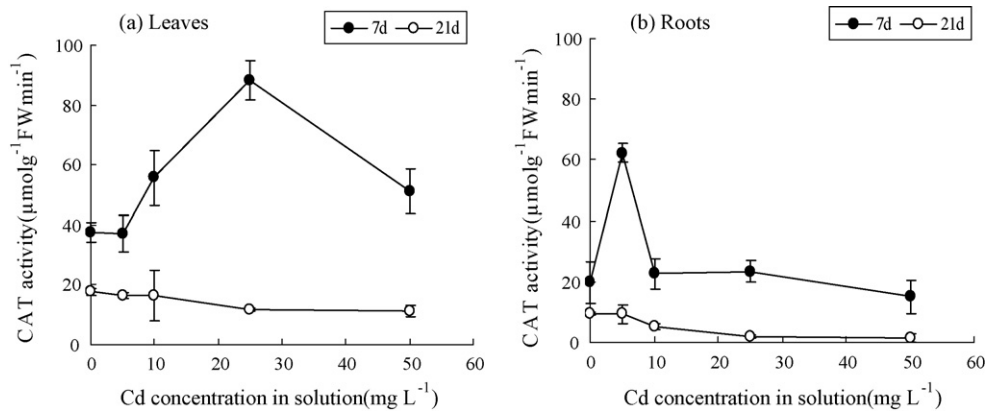 (a) Leaves
7d 21d
100
80
60
40
20
0
CAT activity(μmolg⁻¹FWmin⁻¹)
0 10 20 30 40 50 60
Cd concentration in solution(mg L⁻¹)
(b) Roots
7d 21d
100
80
60
40
20
0
CAT activity(μmolg⁻¹FWmin⁻¹)
0 10 20 30 40 50 60
Cd concentration in solution(mg L⁻¹)